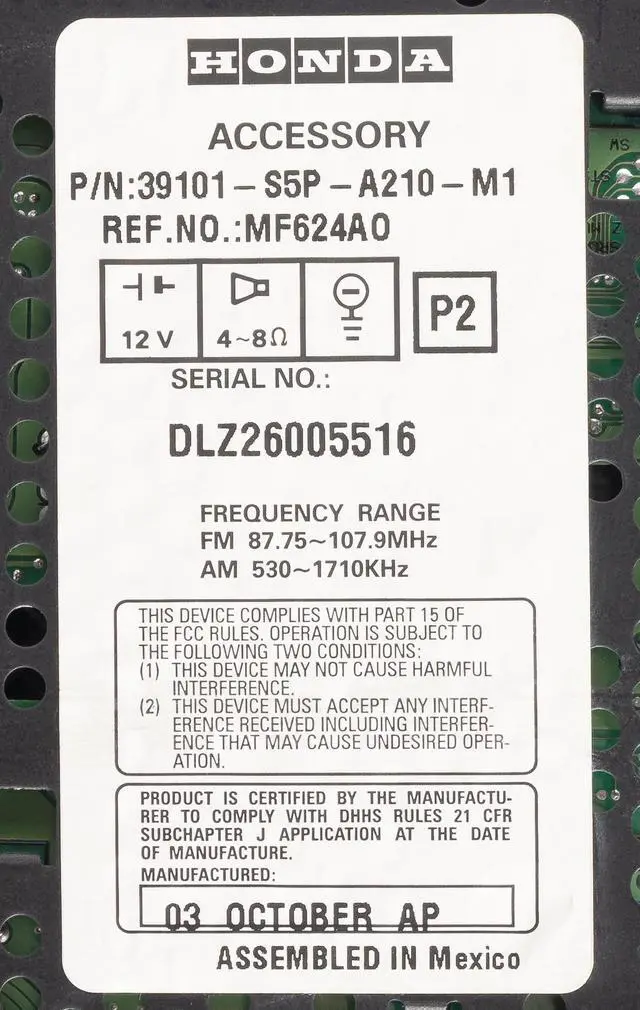 HONDA
ACCESSORY
P/N:39101-S5P-A210-M1
REF.NO.:MF624A0
12 V 4~8Ω P2
SERIAL NO.:
DLZ26005516
FREQUENCY RANGE
FM 87.75~107.9MHz
AM 530~1710KHz
THIS DEVICE COMPLIES WITH PART 15 OF
THE FCC RULES. OPERATION IS SUBJECT TO
THE FOLLOWING TWO CONDITIONS:
(1) THIS DEVICE MAY NOT CAUSE HARMFUL
INTERFERENCE.
(2) THIS DEVICE MUST ACCEPT ANY INTERF-
ERENCE RECEIVED INCLUDING INTERFER-
ENCE THAT MAY CAUSE UNDESIRED OPER-
ATION.
PRODUCT IS CERTIFIED BY THE MANUFACTU-
RER TO COMPLY WITH DHHS RULES 21 CFR
SUBCHAPTER J APPLICATION AT THE DATE
OF MANUFACTURE.
MANUFACTURED:
03 OCTOBER AP
ASSEMBLED IN Mexico